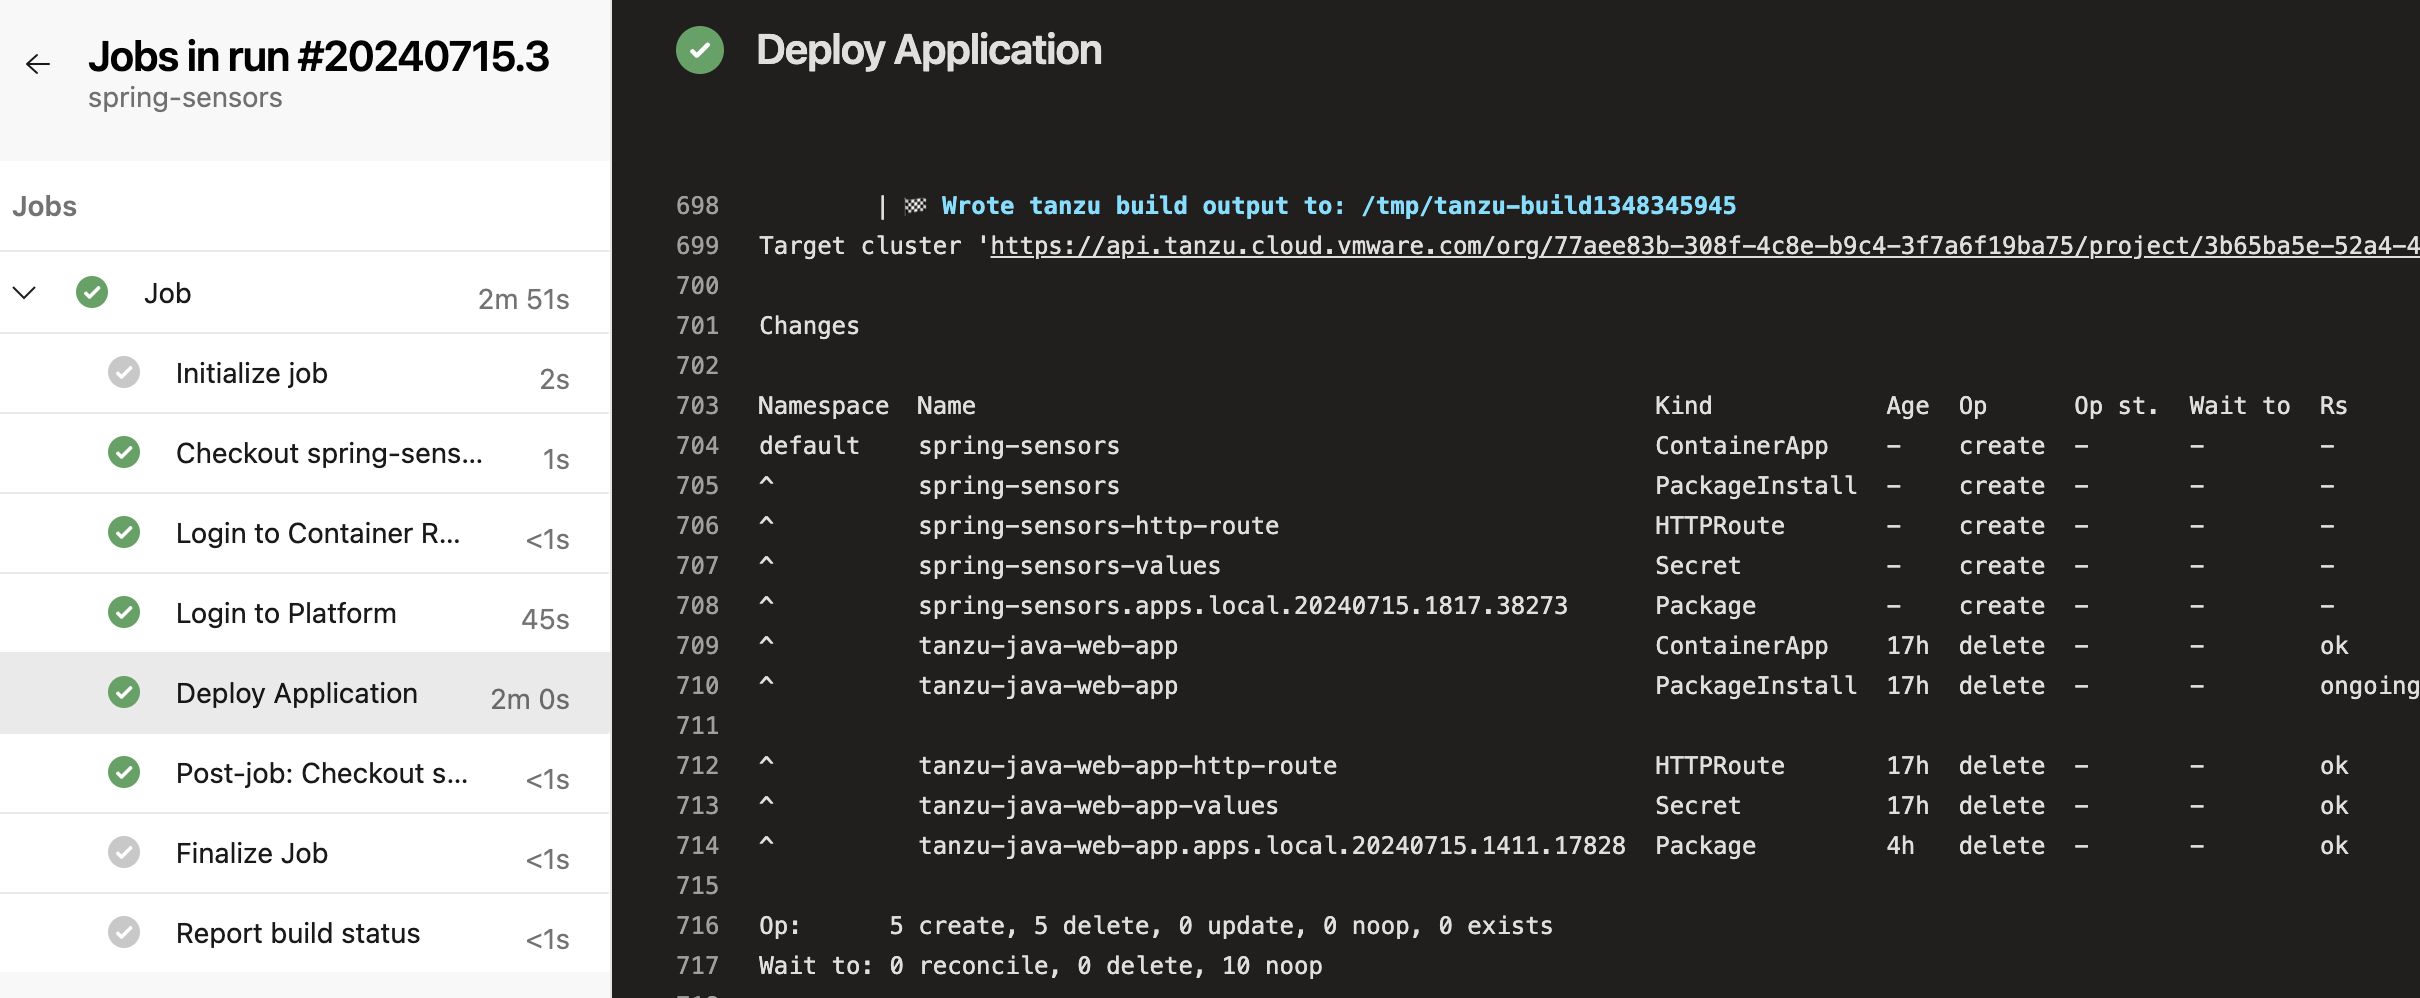 Jobs in run #20240715.3
spring-sensors
Jobs
Job 2m 51s
Initialize job 2s
Checkout spring-sens... 1s
Login to Container R... <1s
Login to Platform 45s
Deploy Application 2m 0s
Post-job: Checkout s... <1s
Finalize Job <1s
Report build status <1s
Deploy Application
698 | 🏁 Wrote tanzu build output to: /tmp/tanzu-build1348345945
699 Target cluster 'https://api.tanzu.cloud.vmware.com/org/77aee83b-308f-4c8e-b9c4-3f7a6f19ba75/project/3b65ba5e-52a4-4
700
701 Changes
702
703 Namespace Name Kind Age Op Op st. Wait to Rs
704 default spring-sensors ContainerApp - create - - -
705 ^ spring-sensors PackageInstall - create - - -
706 ^ spring-sensors-http-route HTTPRoute - create - - -
707 ^ spring-sensors-values Secret - create - - -
708 ^ spring-sensors.apps.local.20240715.1817.38273 Package - create - - -
709 ^ tanzu-java-web-app ContainerApp 17h delete - - ok
710 ^ tanzu-java-web-app PackageInstall 17h delete - - ongoing
711
712 ^ tanzu-java-web-app-http-route HTTPRoute 17h delete - - ok
713 ^ tanzu-java-web-app-values Secret 17h delete - - ok
714 ^ tanzu-java-web-app.apps.local.20240715.1411.17828 Package 4h delete - - ok
715
716 Op: 5 create, 5 delete, 0 update, 0 noop, 0 exists
717 Wait to: 0 reconcile, 0 delete, 10 noop